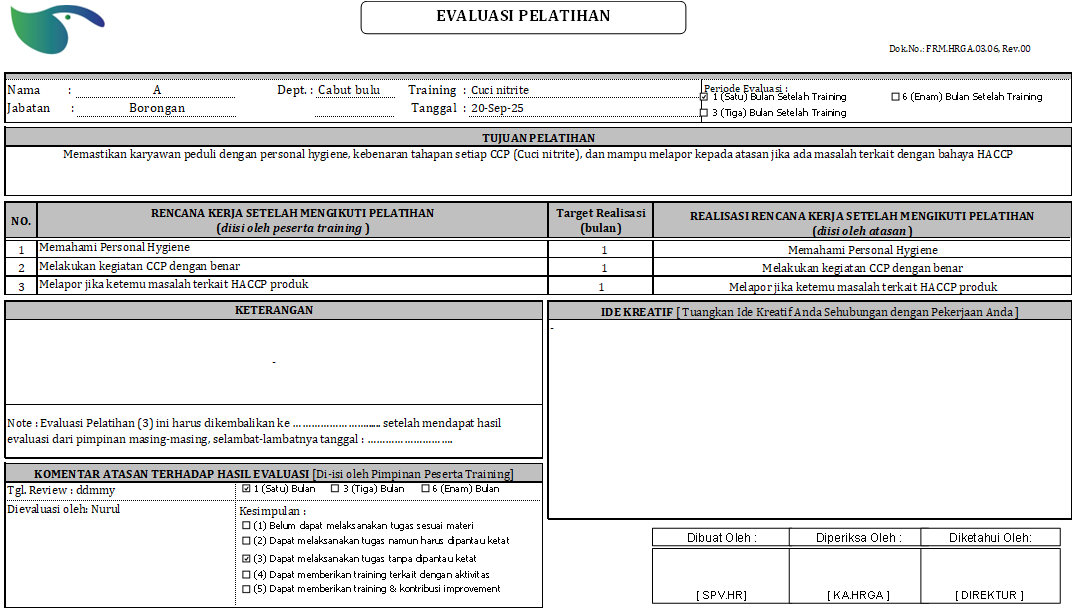 EVALUASI PELATIHAN
Dok.No.: FRM.HRGA.03.06, Rev.00
Nama : A Dept. : Cabut bulu Training : Cuci nitrite Periode Evaluasi :
☑ 1 (Satu) Bulan Setelah Training ☐ 6 (Enam) Bulan Setelah Training
Jabatan : Borongan Tanggal : 20-Sep-25 ☐ 3 (Tiga) Bulan Setelah Training
TUJUAN PELATIHAN
Memastikan karyawan peduli dengan personal hygiene, kebenaran tahapan setiap CCP (Cuci nitrite), dan mampu melapor kepada atasan jika ada masalah terkait dengan bahaya HACCP
NO. RENCANA KERJA SETELAH MENGIKUTI PELATIHAN Target Realisasi REALISASI RENCANA KERJA SETELAH MENGIKUTI PELATIHAN
(diisi oleh peserta training ) (bulan) (diisi oleh atasan )
1 Memahami Personal Hygiene 1 Memahami Personal Hygiene
2 Melakukan kegiatan CCP dengan benar 1 Melakukan kegiatan CCP dengan benar
3 Melapor jika ketemu masalah terkait HACCP produk 1 Melapor jika ketemu masalah terkait HACCP produk
KETERANGAN
-
Note : Evaluasi Pelatihan (3) ini harus dikembalikan ke ............................ setelah mendapat hasil
evaluasi dari pimpinan masing-masing, selambat-lambatnya tanggal : ...........................
IDE KREATIF [ Tuangkan Ide Kreatif Anda Sehubungan dengan Pekerjaan Anda ]
-
KOMENTAR ATASAN TERHADAP HASIL EVALUASI [Di-isi oleh Pimpinan Peserta Training]
Tgl. Review : ddmmy ☑ 1 (Satu) Bulan ☐ 3 (Tiga) Bulan ☐ 6 (Enam) Bulan
Dievaluasi oleh: Nurul Kesimpulan :
☐ (1) Belum dapat melaksanakan tugas sesuai materi
☐ (2) Dapat melaksanakan tugas namun harus dipantau ketat
☑ (3) Dapat melaksanakan tugas tanpa dipantau ketat
☐ (4) Dapat memberikan training terkait dengan aktivitas
☐ (5) Dapat memberikan training & kontribusi improvement
Dibuat Oleh : Diperiksa Oleh : Diketahui Oleh:
[ SPV.HR] [ KA.HRGA ] [ DIREKTUR ]